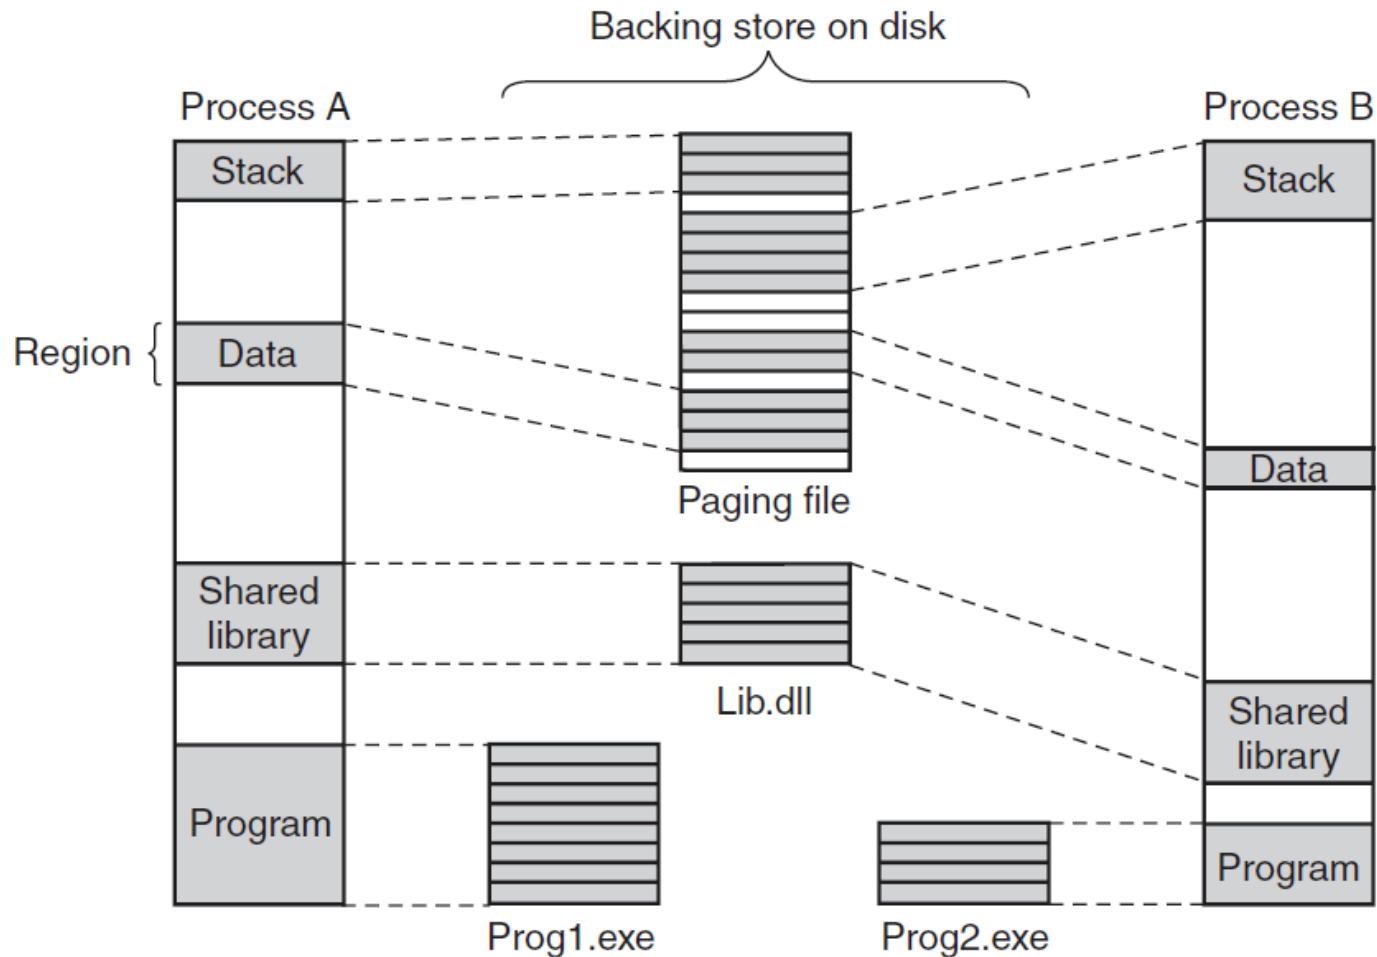 Backing store on disk
Process A
Process B
Stack
Stack
Region
Data
Data
Paging file
Shared
library
Lib.dll
Shared
library
Program
Program
Prog1.exe
Prog2.exe